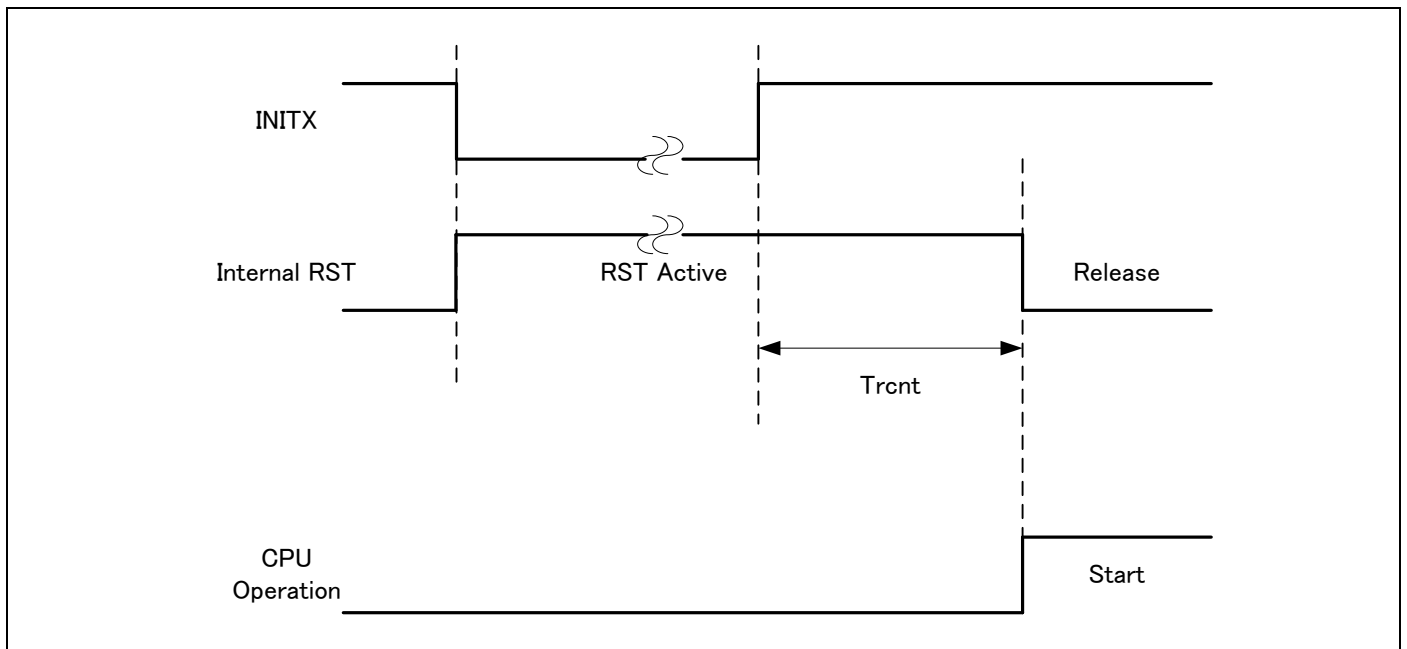 INITX
Internal RST
RST Active
Release
Trcnt
CPU
Operation
Start